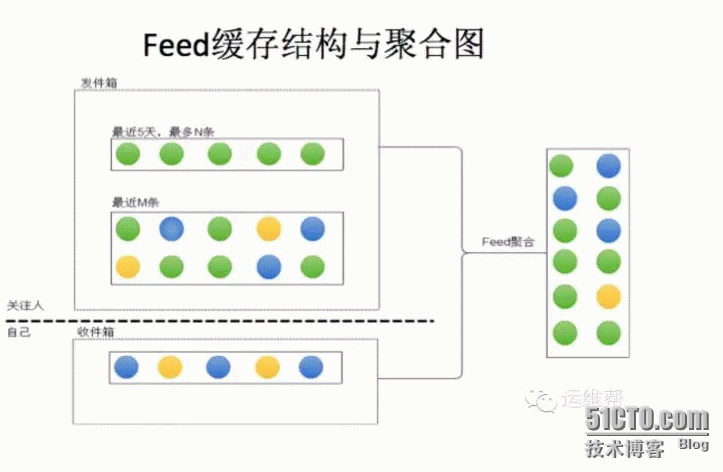 Feed缓存结构与聚合图
发件箱
最近5天，最多N条
最近M条
Feed聚合
关注人
自己
收件箱
运维帮
51CTO.com
技术博客 Blog